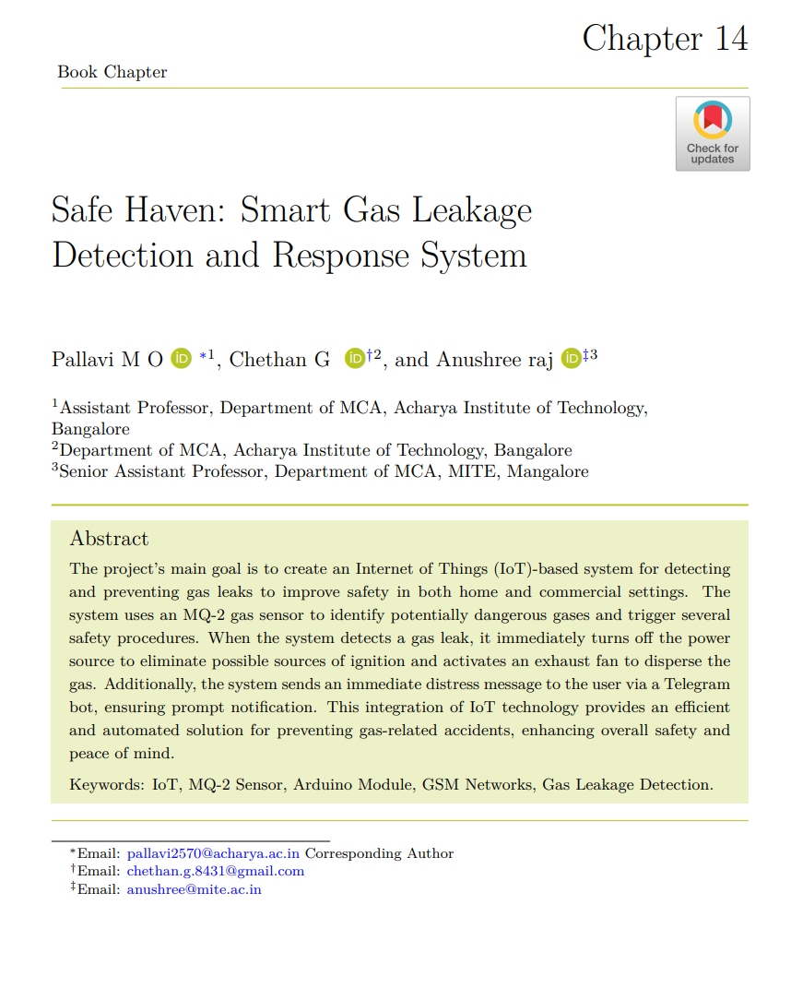 Chapter 14
Book Chapter
Check for
updates
Safe Haven: Smart Gas Leakage
Detection and Response System
Pallavi M O iD *1, Chethan G iD †2, and Anushree raj iD ‡3
1Assistant Professor, Department of MCA, Acharya Institute of Technology,
Bangalore
2Department of MCA, Acharya Institute of Technology, Bangalore
3Senior Assistant Professor, Department of MCA, MITE, Mangalore
Abstract
The project's main goal is to create an Internet of Things (IoT)-based system for detecting
and preventing gas leaks to improve safety in both home and commercial settings. The
system uses an MQ-2 gas sensor to identify potentially dangerous gases and trigger several
safety procedures. When the system detects a gas leak, it immediately turns off the power
source to eliminate possible sources of ignition and activates an exhaust fan to disperse the
gas. Additionally, the system sends an immediate distress message to the user via a Telegram
bot, ensuring prompt notification. This integration of IoT technology provides an efficient
and automated solution for preventing gas-related accidents, enhancing overall safety and
peace of mind.
Keywords: IoT, MQ-2 Sensor, Arduino Module, GSM Networks, Gas Leakage Detection.
*Email: pallavi2570@acharya.ac.in Corresponding Author
†Email: chethan.g.8431@gmail.com
‡Email: anushree@mite.ac.in